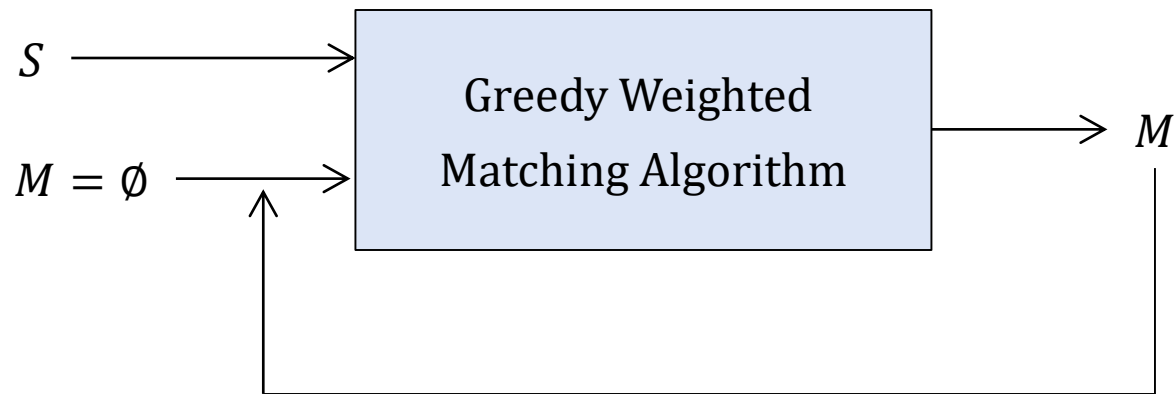 S
M = ∅
Greedy Weighted
Matching Algorithm
M